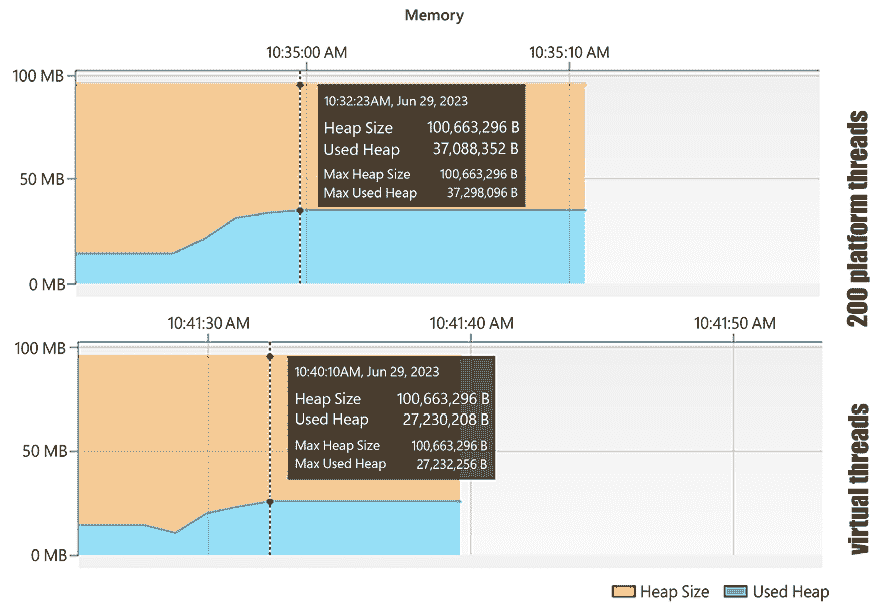 Memory
10:35:00 AM 10:35:10 AM
100 MB
50 MB
0 MB
10:32:23AM, Jun 29, 2023
Heap Size 100,663,296 B
Used Heap 37,088,352 B
Max Heap Size 100,663,296 B
Max Used Heap 37,298,096 B
200 platform threads
10:41:30 AM 10:41:40 AM 10:41:50 AM
100 MB
50 MB
0 MB
10:40:10AM, Jun 29, 2023
Heap Size 100,663,296 B
Used Heap 27,230,208 B
Max Heap Size 100,663,296 B
Max Used Heap 27,232,256 B
virtual threads
Heap Size Used Heap